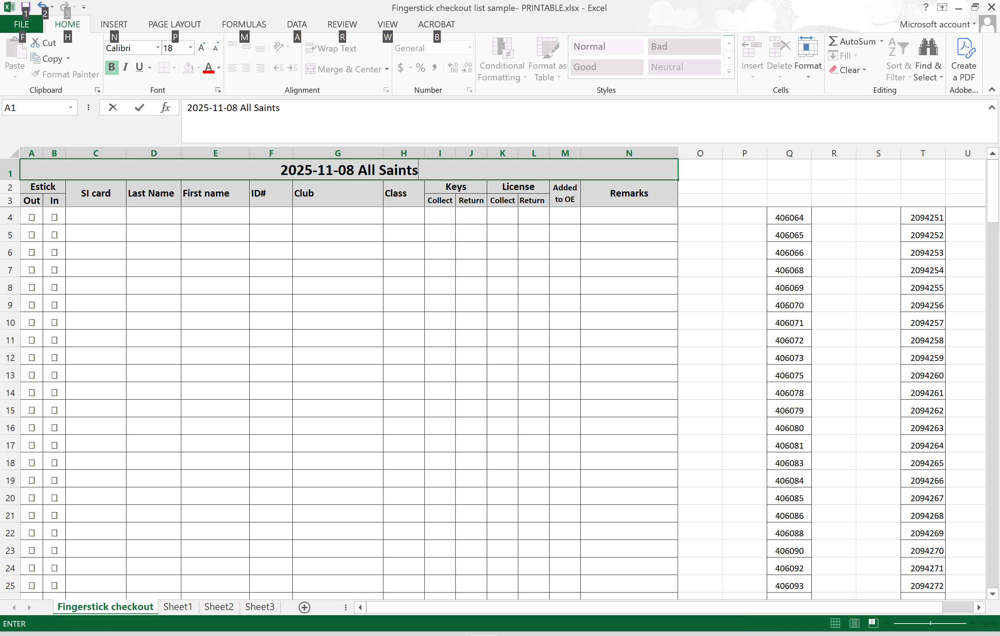 Fingerstick checkout list sample- PRINTABLE.xlsx - Excel
1 2 3 ?
FILE HOME INSERT PAGE LAYOUT FORMULAS DATA REVIEW VIEW ACROBAT Microsoft account
F H N P M A R W B
Paste Cut Copy Format Painter Clipboard
Calibri 18 A A B I U A Font
Wrap Text Merge & Center Alignment
General $ % , Number
Conditional Formatting Format as Table Normal Bad Good Neutral Styles
Insert Delete Format Cells
AutoSum Fill Clear Sort & Filter Find & Select Editing
Create a PDF Adobe...
A1 fx 2025-11-08 All Saints
A B C D E F G H I J K L M N O P Q R S T U
1 2025-11-08 All Saints
2 Estick SI card Last Name First name ID# Club Class Keys License Added to OE Remarks
3 Out In Collect Return Collect Return
4 406064 2094251
5 406065 2094252
6 406066 2094253
7 406068 2094254
8 406069 2094255
9 406070 2094256
10 406071 2094257
11 406072 2094258
12 406073 2094259
13 406075 2094260
14 406078 2094261
15 406079 2094262
16 406080 2094263
17 406081 2094264
18 406083 2094265
19 406084 2094266
20 406085 2094267
21 406086 2094268
22 406088 2094269
23 406090 2094270
24 406092 2094271
25 406093 2094272
Fingerstick checkout Sheet1 Sheet2 Sheet3
ENTER 90%